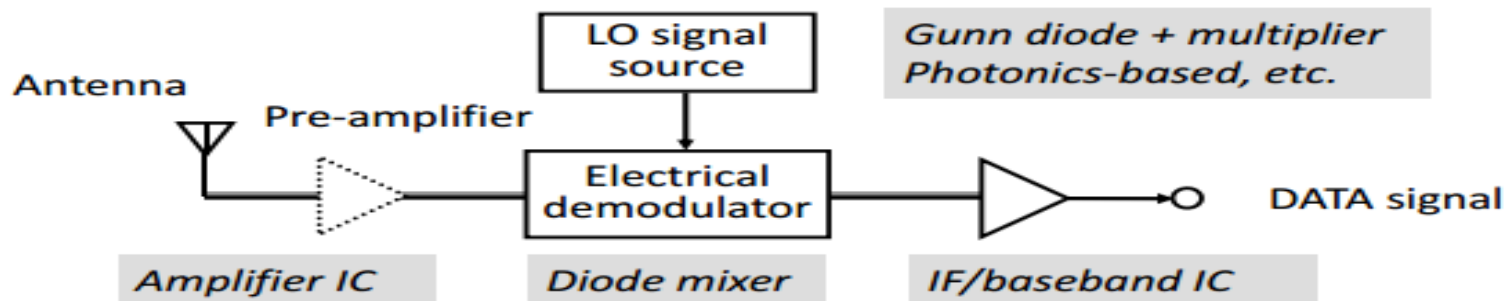 LO signal
source
Gunn diode + multiplier
Photonics-based, etc.
Antenna
Pre-amplifier
Electrical
demodulator
DATA signal
Amplifier IC
Diode mixer
IF/baseband IC